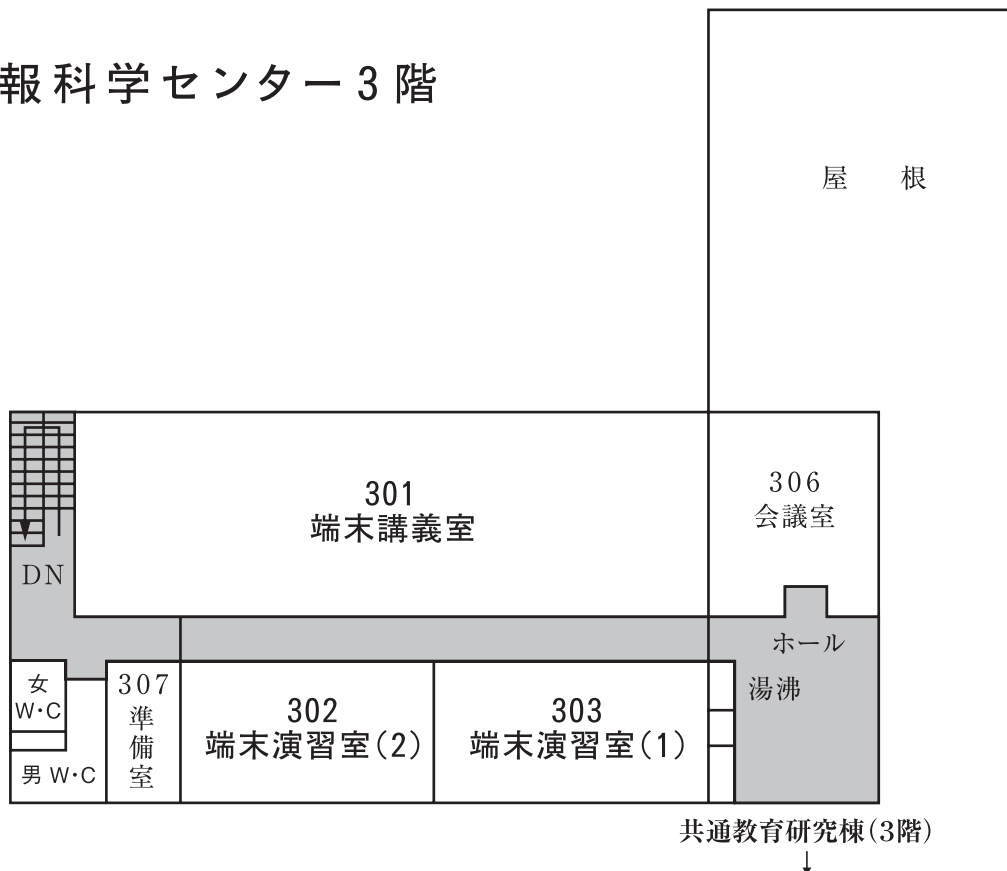 報科学センター3階
屋 根
301
端末講義室
306
会議室
DN
ホール
湯沸
女
W・C
男 W・C
307
準備室
302
端末演習室(2)
303
端末演習室(1)
共通教育研究棟(3階)